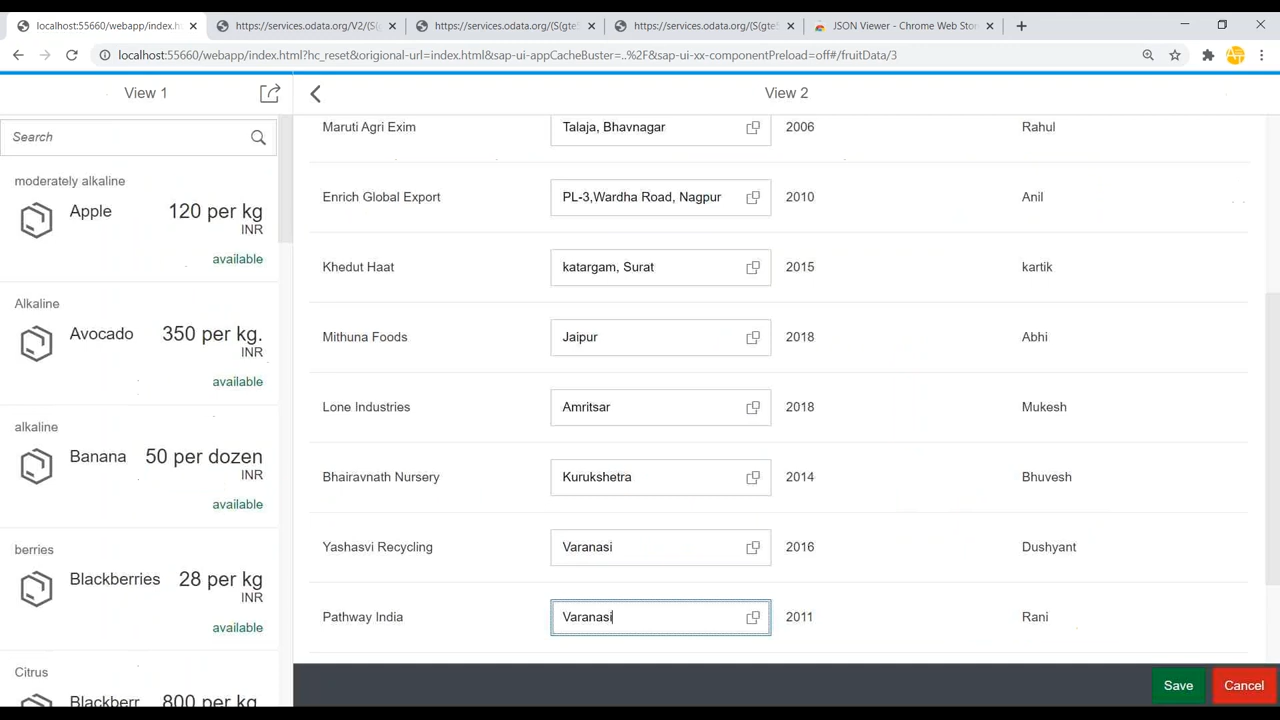 localhost:55660/webapp/index.h
https://services.odata.org/V2/(S(
https://services.odata.org/(S(gte5
https://services.odata.org/(S(gte5
JSON Viewer - Chrome Web Stor
localhost:55660/webapp/index.html?hc_reset&origional-url=index.html&sap-ui-appCacheBuster=..%2F&sap-ui-xx-componentPreload=off#/fruitData/3
View 1
View 2
Search
moderately alkaline
Apple 120 per kg
INR
available
Alkaline
Avocado 350 per kg.
INR
available
alkaline
Banana 50 per dozen
INR
available
berries
Blackberries 28 per kg
INR
available
Citrus
Blackberr 800 per kg.
Maruti Agri Exim Talaja, Bhavnagar 2006 Rahul
Enrich Global Export PL-3,Wardha Road, Nagpur 2010 Anil
Khedut Haat katargam, Surat 2015 kartik
Mithuna Foods Jaipur 2018 Abhi
Lone Industries Amritsar 2018 Mukesh
Bhairavnath Nursery Kurukshetra 2014 Bhuvesh
Yashasvi Recycling Varanasi 2016 Dushyant
Pathway India Varanasi 2011 Rani
Save Cancel